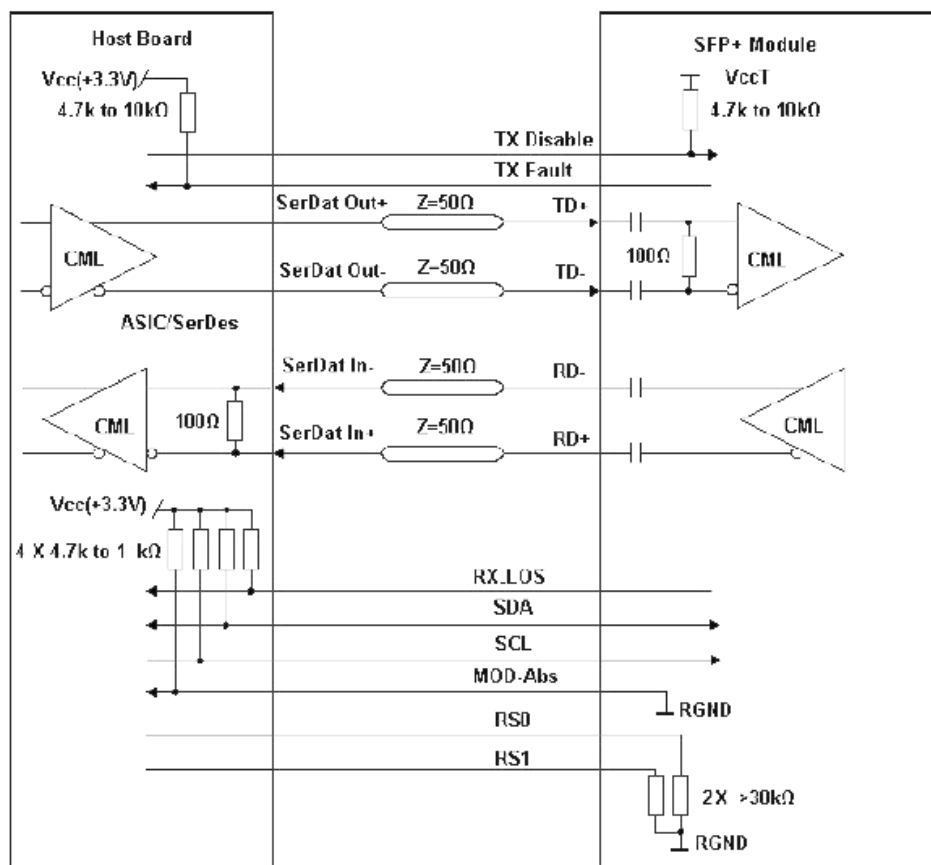 Host Board
SFP+ Module
Vcc(+3.3V)
4.7k to 10kΩ
VccT
4.7k to 10kΩ
TX Disable
TX Fault
SerDat Out+
Z=50Ω
TD+
CML
100Ω
CML
SerDat Out-
Z=50Ω
TD-
ASIC/SerDes
SerDat In-
Z=50Ω
RD-
100Ω
CML
CML
SerDat In+
Z=50Ω
RD+
Vcc(+3.3V)
4 X 4.7k to 1 kΩ
RX_LOS
SDA
SCL
MOD-Abs
RGND
RS0
RS1
2X >30kΩ
RGND